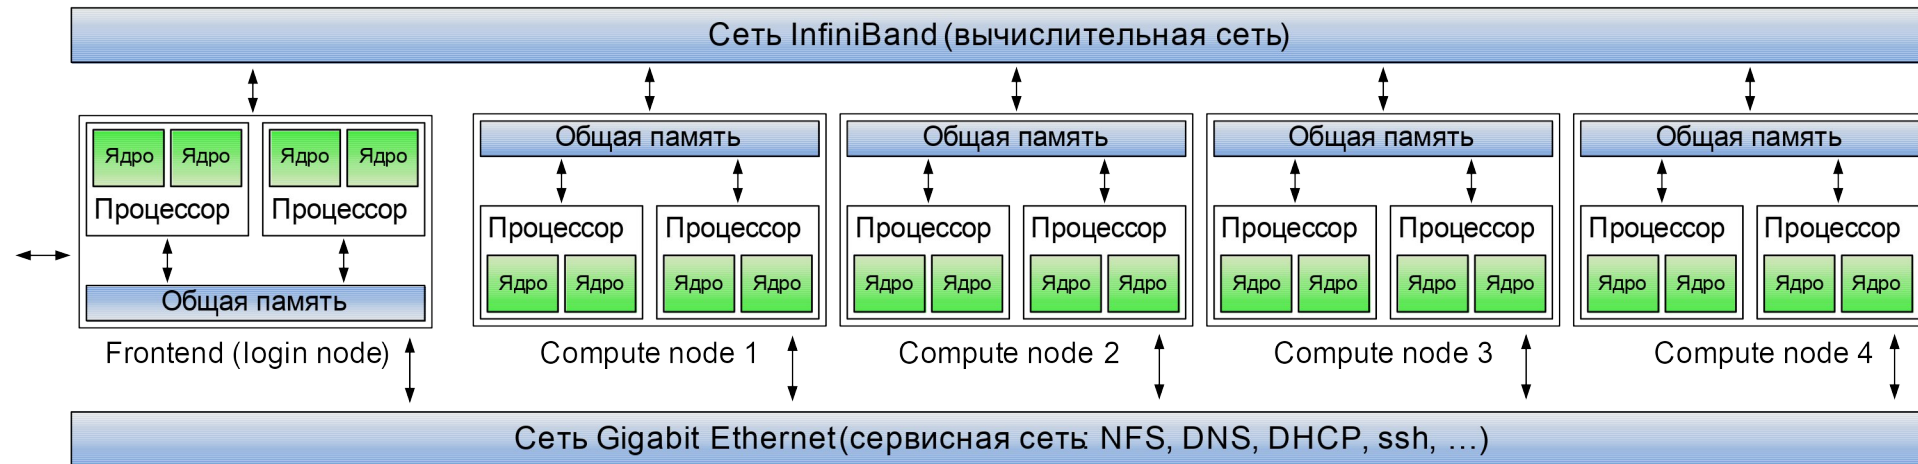 Сеть InfiniBand (вычислительная сеть)
Ядро Ядро Ядро Ядро
Процессор Процессор
Общая память
Frontend (login node)
Общая память
Процессор Процессор
Ядро Ядро Ядро Ядро
Compute node 1
Общая память
Процессор Процессор
Ядро Ядро Ядро Ядро
Compute node 2
Общая память
Процессор Процессор
Ядро Ядро Ядро Ядро
Compute node 3
Общая память
Процессор Процессор
Ядро Ядро Ядро Ядро
Compute node 4
Сеть Gigabit Ethernet (сервисная сеть: NFS, DNS, DHCP, ssh, …)